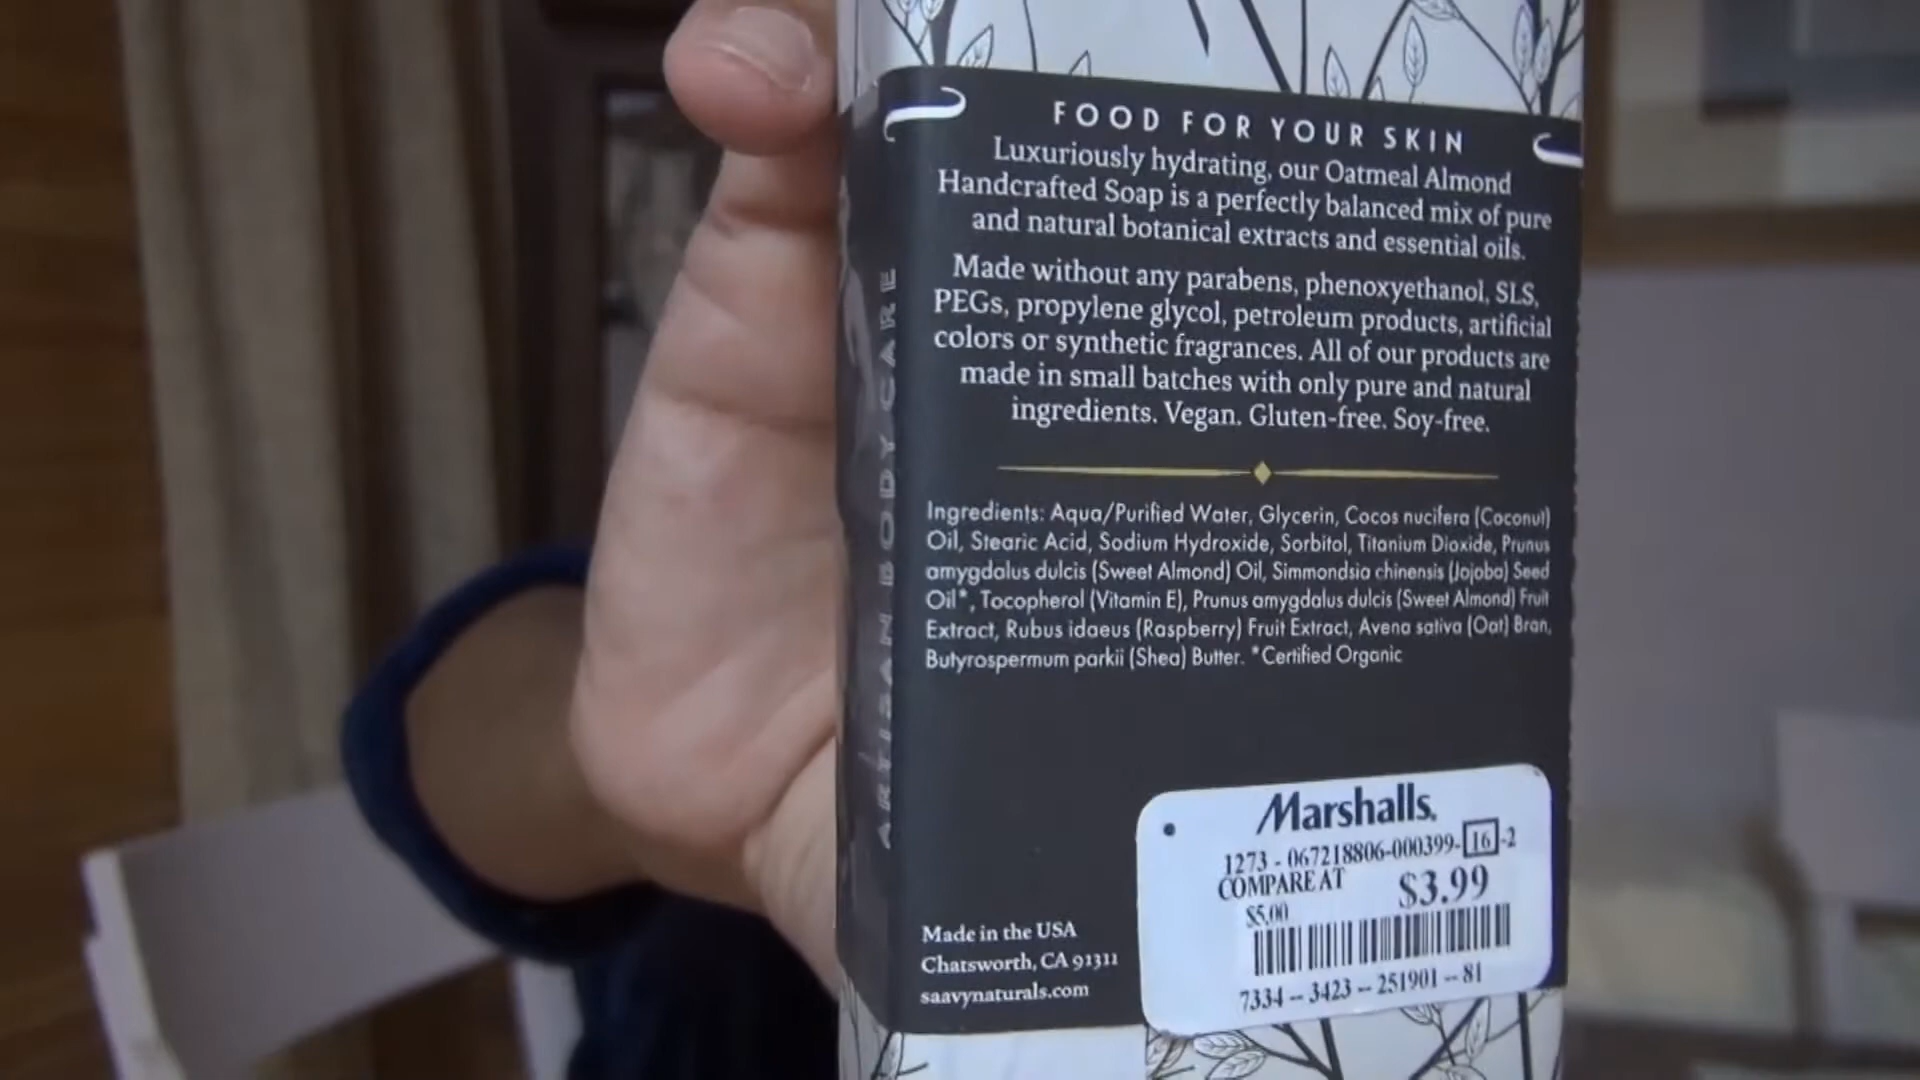 FOOD FOR YOUR SKIN
Luxuriously hydrating, our Oatmeal Almond
Handcrafted Soap is a perfectly balanced mix of pure
and natural botanical extracts and essential oils.
Made without any parabens, phenoxyethanol, SLS,
PEGs, propylene glycol, petroleum products, artificial
colors or synthetic fragrances. All of our products are
made in small batches with only pure and natural
ingredients. Vegan. Gluten-free. Soy-free.
Ingredients: Aqua/Purified Water, Glycerin, Cocos nucifera (Coconut)
Oil, Stearic Acid, Sodium Hydroxide, Sorbitol, Titanium Dioxide, Prunus
amygdalus dulcis (Sweet Almond) Oil, Simmondsia chinensis (Jojoba) Seed
Oil*, Tocopherol (Vitamin E), Prunus amygdalus dulcis (Sweet Almond) Fruit
Extract, Rubus idaeus (Raspberry) Fruit Extract, Avena sativa (Oat) Bran,
Butyrospermum parkii (Shea) Butter. *Certified Organic
Made in the USA
Chatsworth, CA 91311
saavynaturals.com
ARTISAN BODY CARE
Marshalls.
1273 - 067218806-000399-16-2
COMPARE AT $3.99
$5.00
7334 -- 3423 -- 251901 -- 81